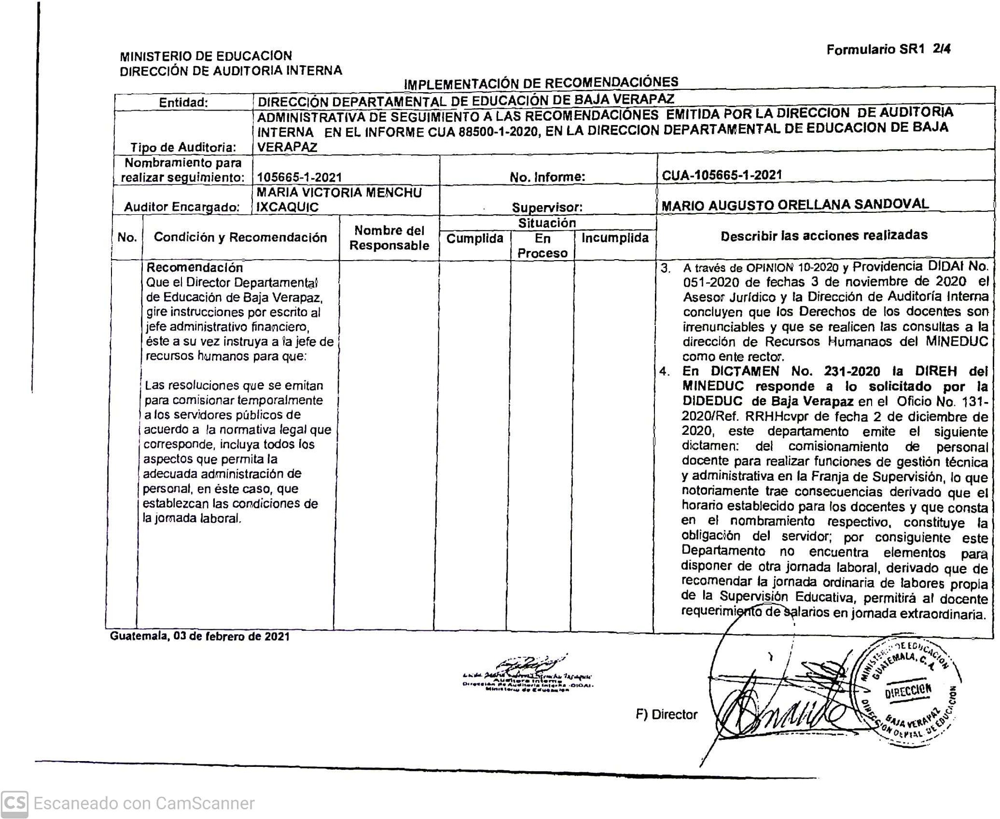 Formulario SR1 2/4
MINISTERIO DE EDUCACION
DIRECCIÓN DE AUDITORIA INTERNA
IMPLEMENTACIÓN DE RECOMENDACIÓNES
Entidad: DIRECCIÓN DEPARTAMENTAL DE EDUCACIÓN DE BAJA VERAPAZ
ADMINISTRATIVA DE SEGUIMIENTO A LAS RECOMENDACIÓNES EMITIDA POR LA DIRECCION DE AUDITORIA
INTERNA EN EL INFORME CUA 88500-1-2020, EN LA DIRECCION DEPARTAMENTAL DE EDUCACION DE BAJA
Tipo de Auditoria: VERAPAZ
Nombramiento para
realizar seguimiento: 105665-1-2021 No. Informe: CUA-105665-1-2021
MARIA VICTORIA MENCHU
Auditor Encargado: IXCAQUIC Supervisor: MARIO AUGUSTO ORELLANA SANDOVAL
No. Condición y Recomendación
Nombre del
Responsable
Situación
Cumplida
En
Proceso
Incumplida
Describir las acciones realizadas
Recomendación
Que el Director Departamental
de Educación de Baja Verapaz,
gire instrucciones por escrito al
jefe administrativo financiero,
éste a su vez instruya a la jefe de
recursos humanos para que:
Las resoluciones que se emitan
para comisionar temporalmente
a los servidores públicos de
acuerdo a la normativa legal que
corresponde, incluya todos los
aspectos que permita la
adecuada administración de
personal, en éste caso, que
establezcan las condiciones de
la jornada laboral.
3. A través de OPINION 10-2020 y Providencia DIDAI No.
051-2020 de fechas 3 de noviembre de 2020 el
Asesor Jurídico y la Dirección de Auditoría Interna
concluyen que los Derechos de los docentes son
irrenunciables y que se realicen las consultas a la
dirección de Recursos Humanaos del MINEDUC
como ente rector.
4. En DICTAMEN No. 231-2020 la DIREH del
MINEDUC responde a lo solicitado por la
DIDEDUC de Baja Verapaz en el Oficio No. 131-
2020/Ref. RRHHcvpr de fecha 2 de diciembre de
2020, este departamento emite el siguiente
dictamen: del comisionamiento de personal
docente para realizar funciones de gestión técnica
y administrativa en la Franja de Supervisión, lo que
notoriamente trae consecuencias derivado que el
horario establecido para los docentes y que consta
en el nombramiento respectivo, constituye la
obligación del servidor; por consiguiente este
Departamento no encuentra elementos para
disponer de otra jornada laboral, derivado que de
recomendar la jornada ordinaria de labores propia
de la Supervisión Educativa, permitirá al docente
requerimiento de salarios en jornada extraordinaria.
Guatemala, 03 de febrero de 2021
Auditora Interna
Dirección de Auditoría Interna -DIDAI-
Ministerio de Educación
F) Director
MINISTERIO DE EDUCACION
GUATEMALA, C. A.
DIRECCION
BAJA VERAPAZ
DIRECCION DEPTAL. DE EDUCACION
CS Escaneado con CamScanner